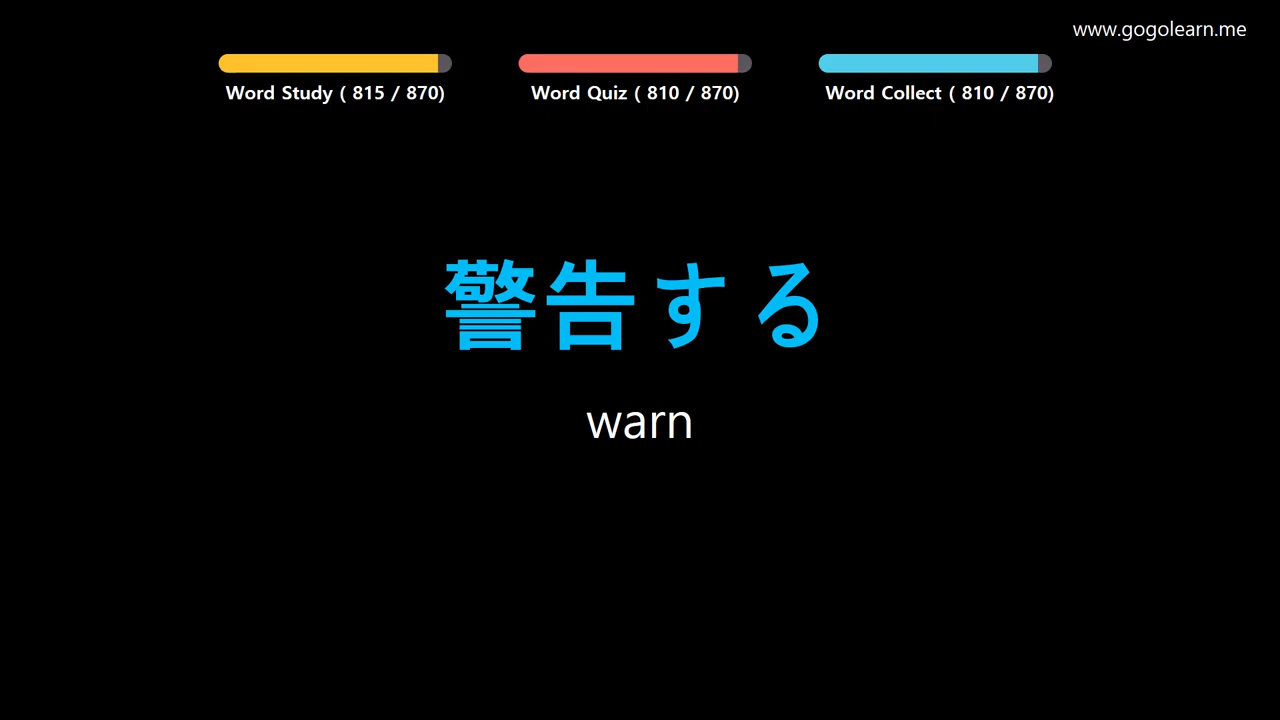 www.gogolearn.me
Word Study ( 815 / 870)
Word Quiz ( 810 / 870)
Word Collect ( 810 / 870)
警告する
warn